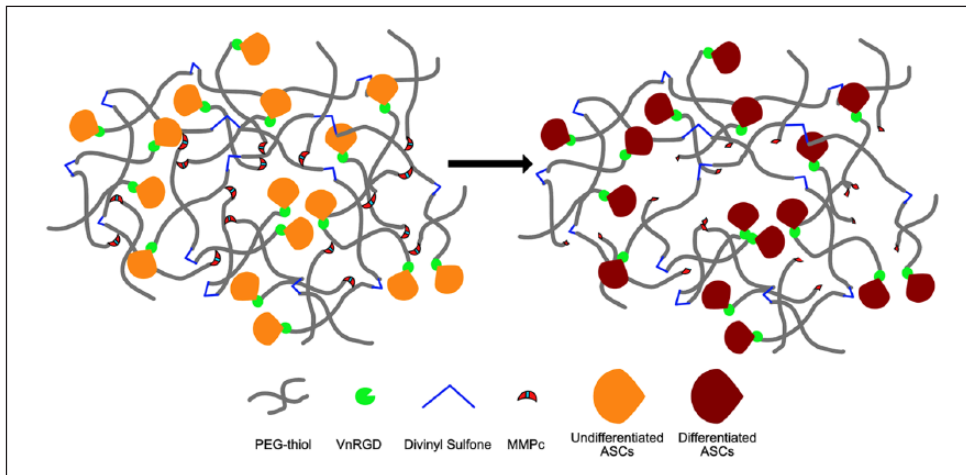 PEG-thiol VnRGD Divinyl Sulfone MMPc Undifferentiated Differentiated
ASCs ASCs